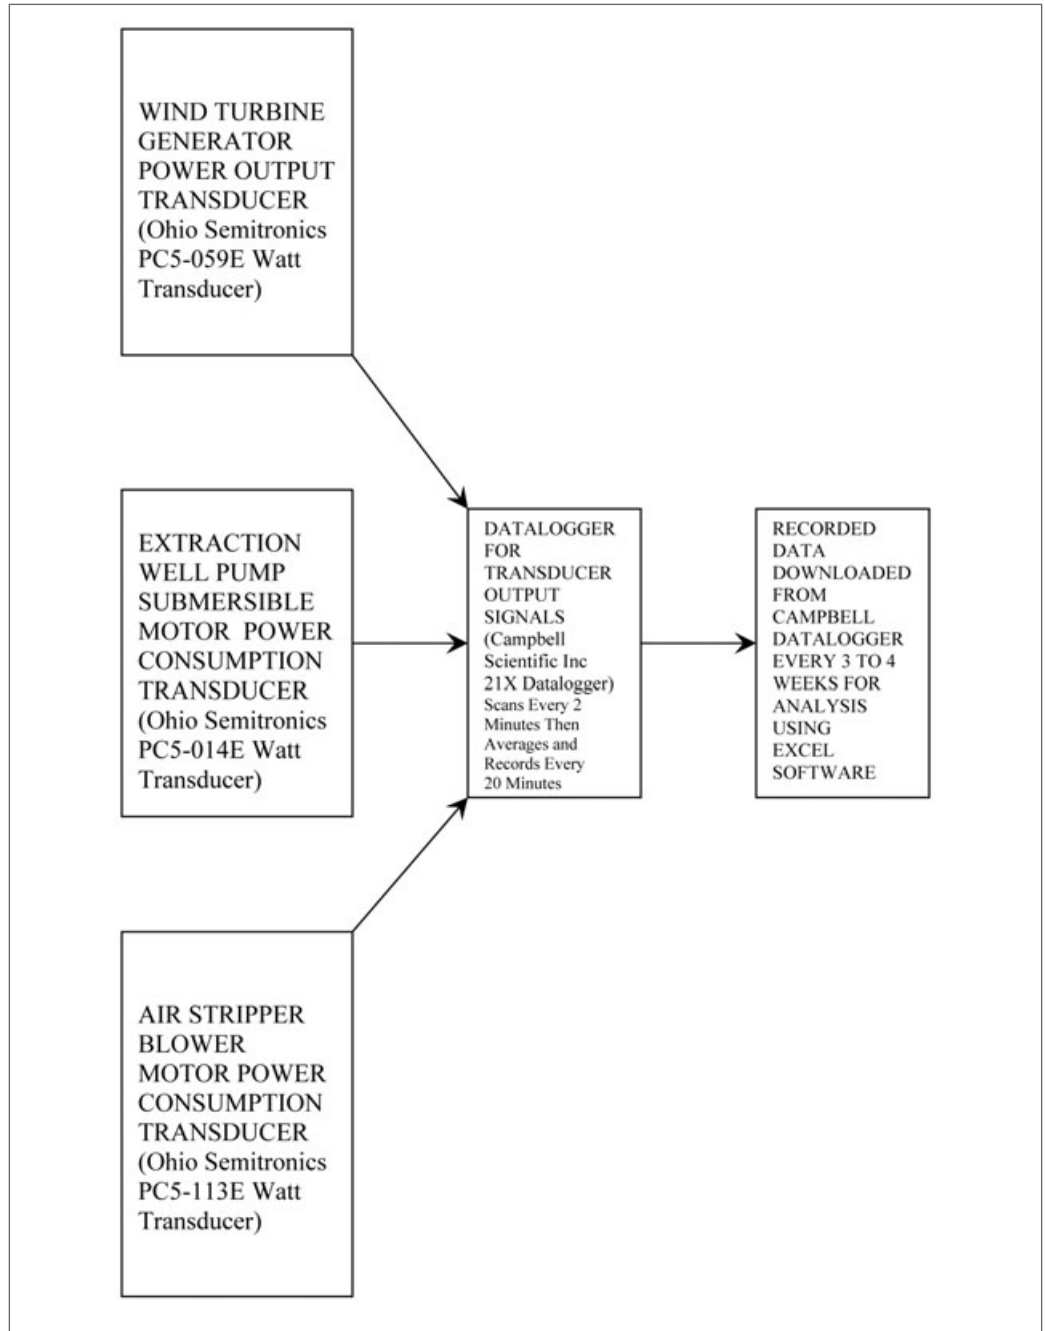 WIND TURBINE
GENERATOR
POWER OUTPUT
TRANSDUCER
(Ohio Semitronics
PC5-059E Watt
Transducer)
EXTRACTION
WELL PUMP
SUBMERSIBLE
MOTOR POWER
CONSUMPTION
TRANSDUCER
(Ohio Semitronics
PC5-014E Watt
Transducer)
AIR STRIPPER
BLOWER
MOTOR POWER
CONSUMPTION
TRANSDUCER
(Ohio Semitronics
PC5-113E Watt
Transducer)
DATALOGGER
FOR
TRANSDUCER
OUTPUT
SIGNALS
(Campbell
Scientific Inc
21X Datalogger)
Scans Every 2
Minutes Then
Averages and
Records Every
20 Minutes
RECORDED
DATA
DOWNLOADED
FROM
CAMPBELL
DATALOGGER
EVERY 3 TO 4
WEEKS FOR
ANALYSIS
USING
EXCEL
SOFTWARE